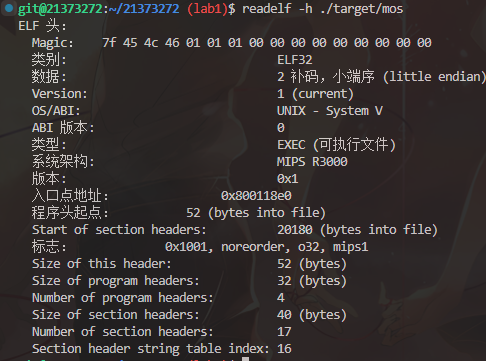 git@21373272:~/21373272 (lab1)$ readelf -h ./target/mos
ELF 头:
Magic: 7f 45 4c 46 01 01 01 00 00 00 00 00 00 00 00 00
类别: ELF32
数据: 2 补码，小端序 (little endian)
Version: 1 (current)
OS/ABI: UNIX - System V
ABI 版本: 0
类型: EXEC (可执行文件)
系统架构: MIPS R3000
版本: 0x1
入口点地址: 0x800118e0
程序头起点: 52 (bytes into file)
Start of section headers: 20180 (bytes into file)
标志: 0x1001, noreorder, o32, mips1
Size of this header: 52 (bytes)
Size of program headers: 32 (bytes)
Number of program headers: 4
Size of section headers: 40 (bytes)
Number of section headers: 17
Section header string table index: 16